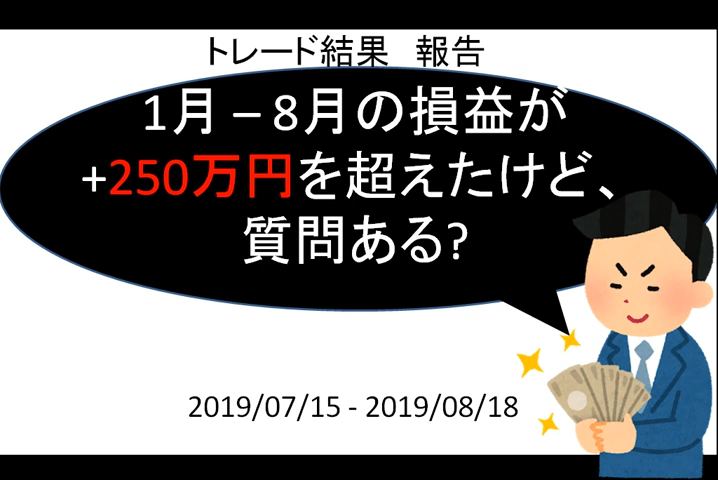 トレード結果　報告
1月 – 8月の損益が
+250万円を超えたけど、
質問ある?
2019/07/15 - 2019/08/18